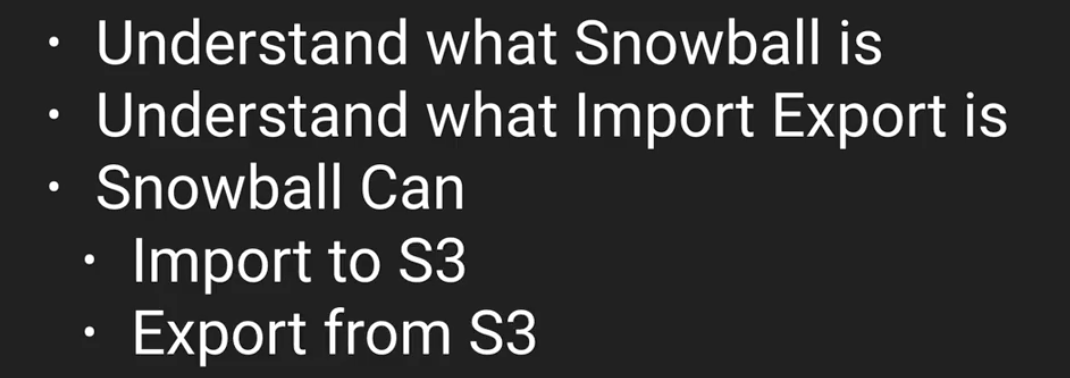 • Understand what Snowball is
• Understand what Import Export is
• Snowball Can
• Import to S3
• Export from S3